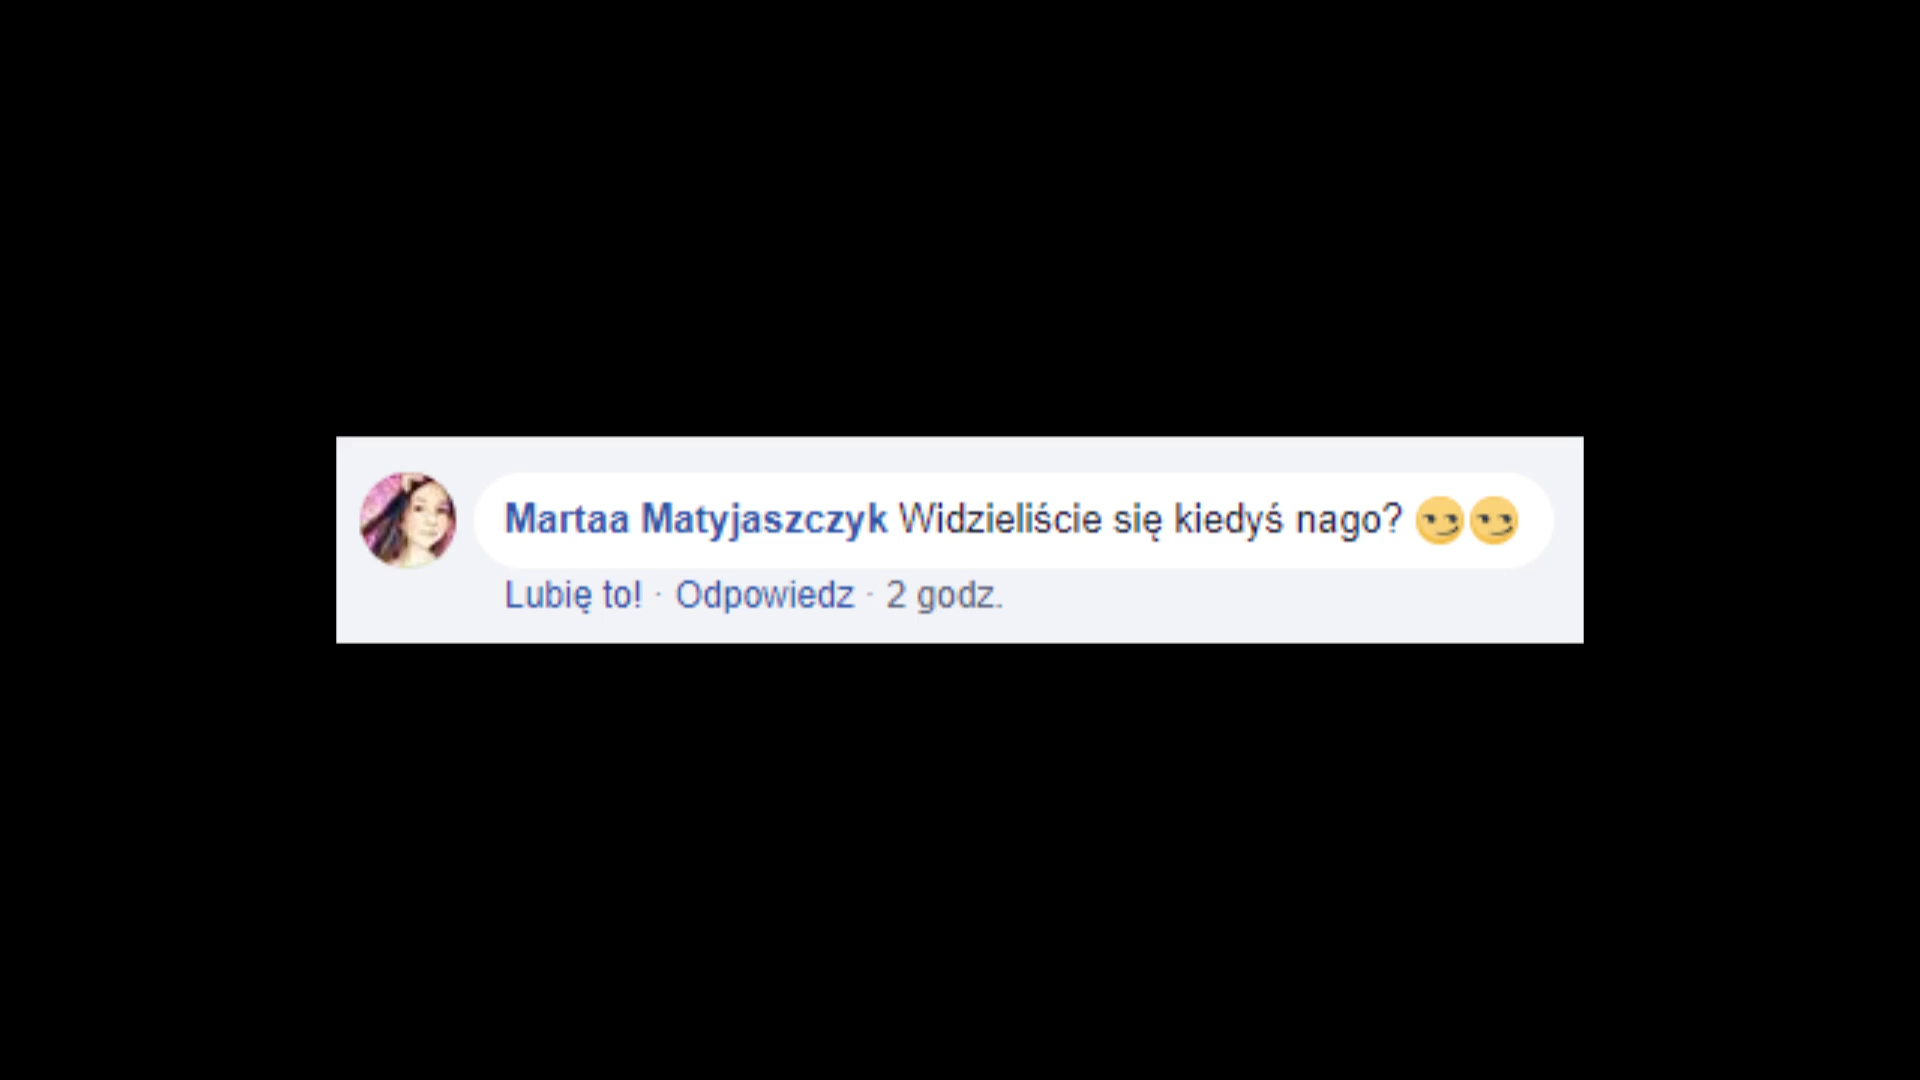 Martaa Matyjaszczyk Widzieliście się kiedyś nago? 😏😏
Lubię to! · Odpowiedz · 2 godz.